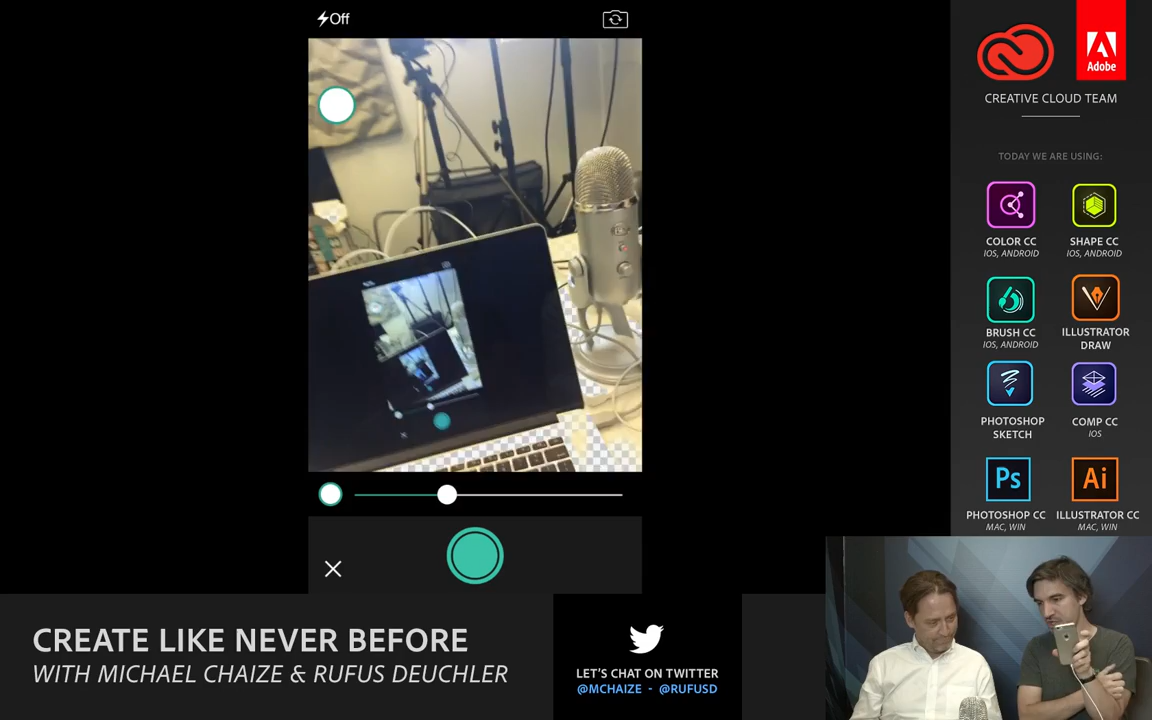 Off
Adobe
CREATIVE CLOUD TEAM
TODAY WE ARE USING:
COLOR CC
IOS, ANDROID
SHAPE CC
IOS, ANDROID
BRUSH CC
IOS, ANDROID
ILLUSTRATOR
DRAW
PHOTOSHOP
SKETCH
COMP CC
IOS
Ps
PHOTOSHOP CC
MAC, WIN
Ai
ILLUSTRATOR CC
MAC, WIN
CREATE LIKE NEVER BEFORE
WITH MICHAEL CHAIZE & RUFUS DEUCHLER
LET'S CHAT ON TWITTER
@MCHAIZE - @RUFUSD